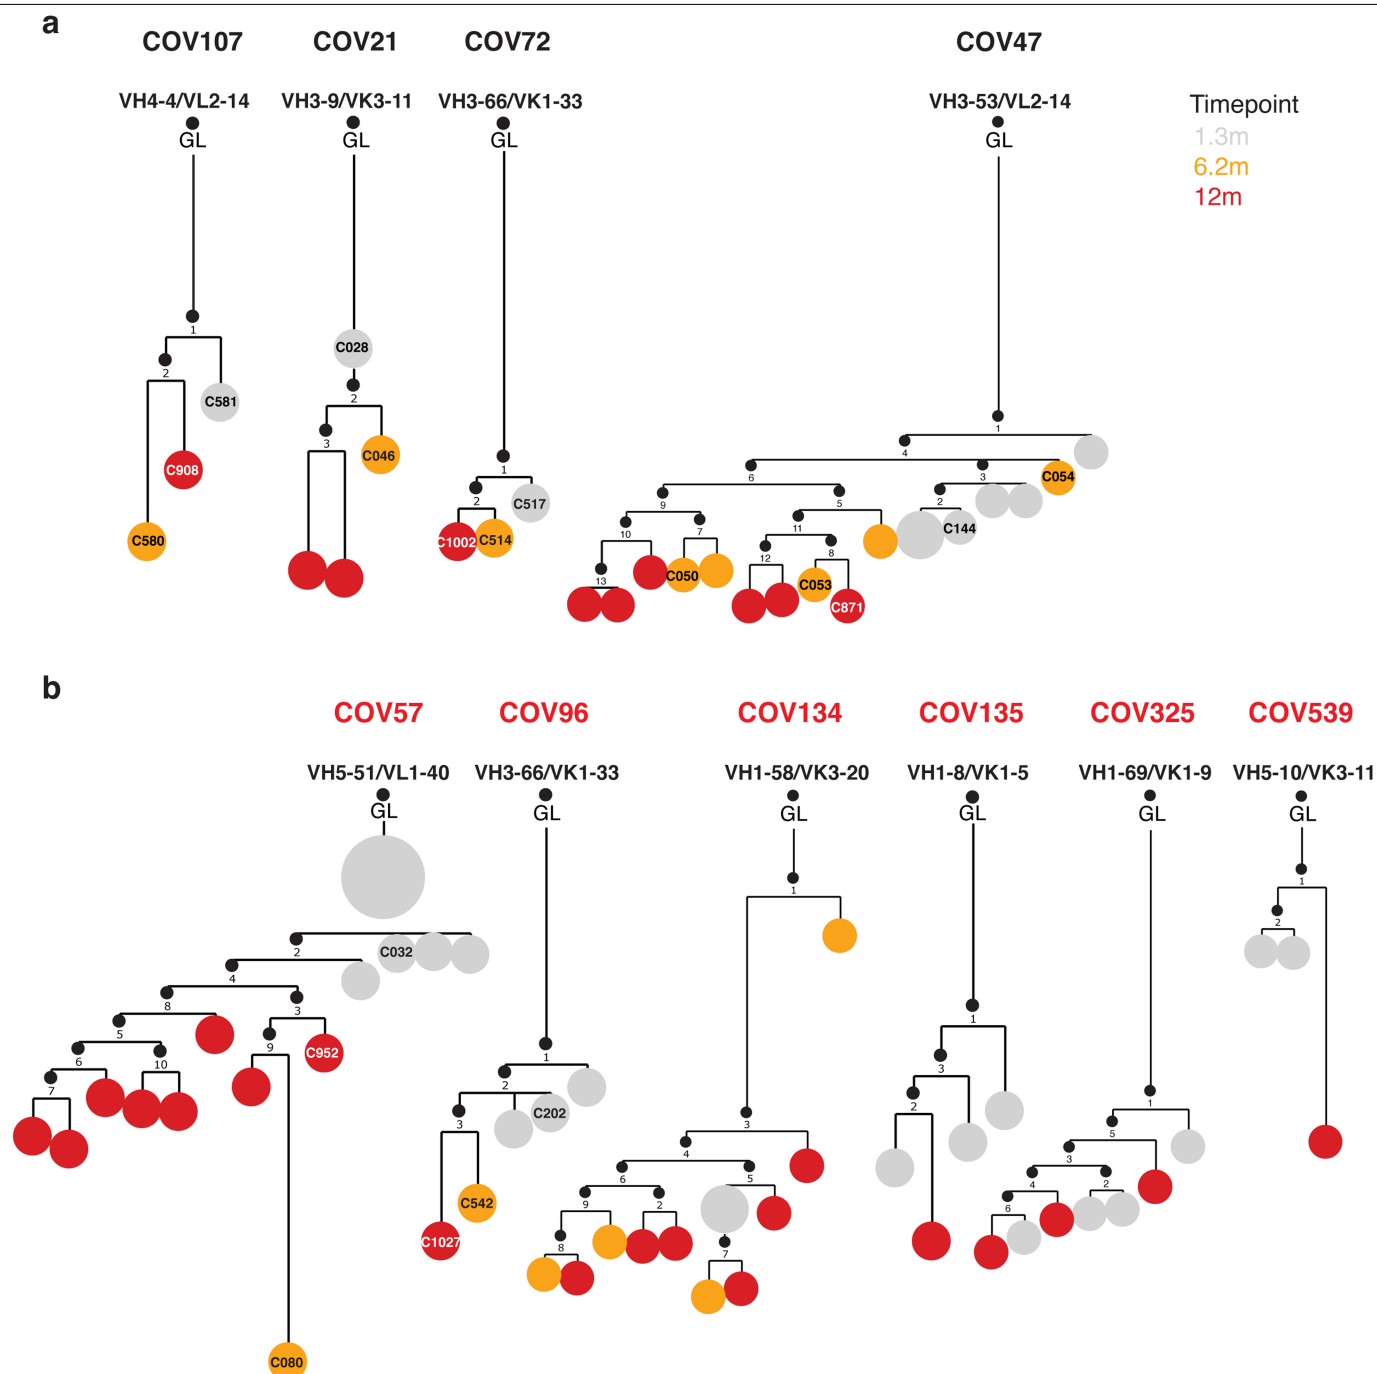 a
COV107 COV21 COV72 COV47
VH4-4/VL2-14 VH3-9/VK3-11 VH3-66/VK1-33 VH3-53/VL2-14
GL GL GL GL
Timepoint
1.3m
6.2m
12m
1
C028
2
C581
2
3
C046
C908
C580
1
2
C517
C1002 C514
1
4
6 3 C054
9 5 2
10 7 11 C144
13 C050 12 8
C053
C871
b
COV57 COV96 COV134 COV135 COV325 COV539
VH5-51/VL1-40 VH3-66/VK1-33 VH1-58/VK3-20 VH1-8/VK1-5 VH1-69/VK1-9 VH5-10/VK3-11
GL GL GL GL GL GL
2 C032
4
8 3
5 9 C952
6 10
7
C080
1
2
C202
3
C542
C1027
1
3
4
6 5
9 2
8 7
1
3
2
1
5
3
4 2
6
1
2